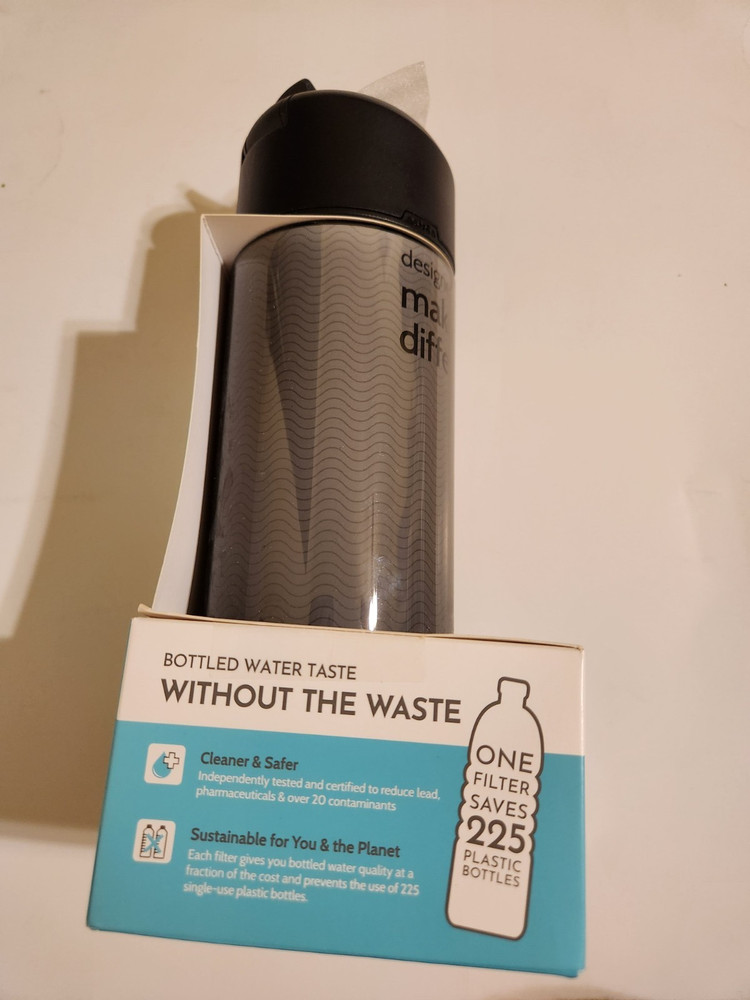 mak
BOTTLED WATER TASTE
WITHOUT THE WASTE
Cleaner & Safer
Independently tested and certified to reduce lead,
pharmaceuticals & over 20 contaminants
Sustainable for You & the Planet
Each filter gives you bottled water quality at a
fraction of the cost and prevents the use of 225
single-use plastic bottles.
ONE
FILTER
SAVES
225
PLASTIC
BOTTLES